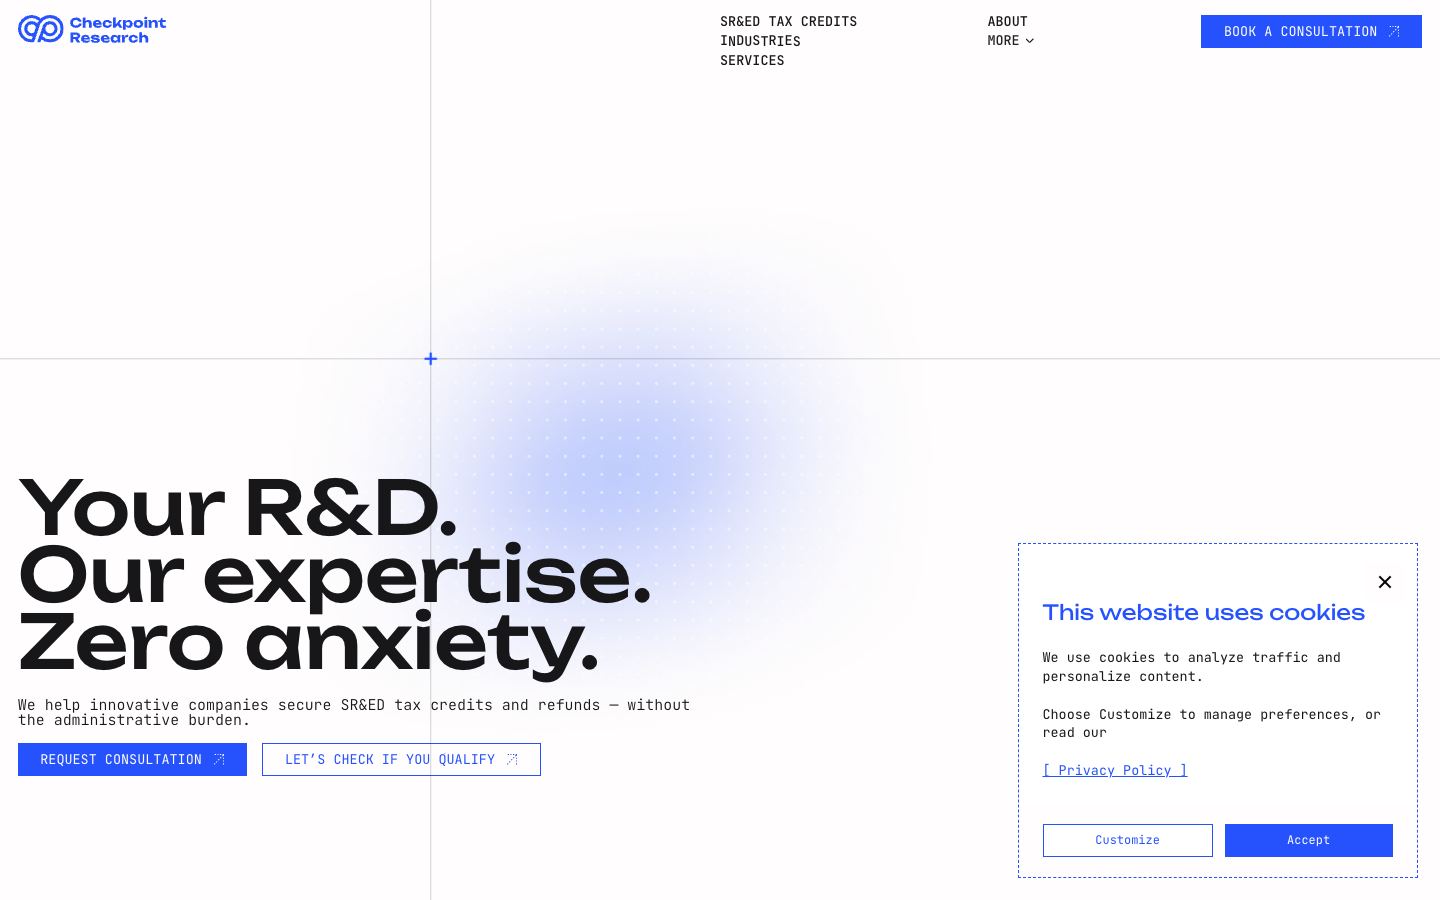 Checkpoint
Research
SR&ED TAX CREDITS
INDUSTRIES
SERVICES
ABOUT
MORE
BOOK A CONSULTATION
Your R&D.
Our expertise.
Zero anxiety.
We help innovative companies secure SR&ED tax credits and refunds — without
the administrative burden.
REQUEST CONSULTATION
LET’S CHECK IF YOU QUALIFY
This website uses cookies
We use cookies to analyze traffic and
personalize content.
Choose Customize to manage preferences, or
read our
[ Privacy Policy ]
Customize
Accept